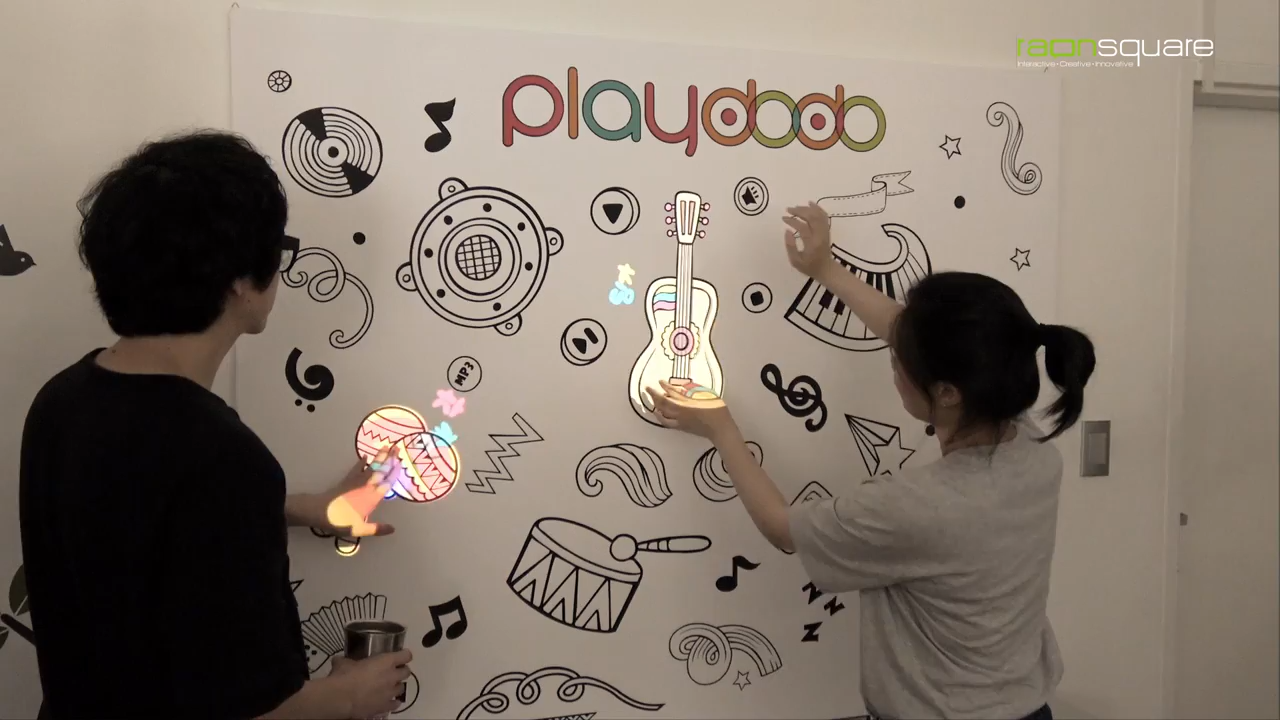 raonsquare
Interactive • Creative • Innovative
playdodo
MP3
z
z
z